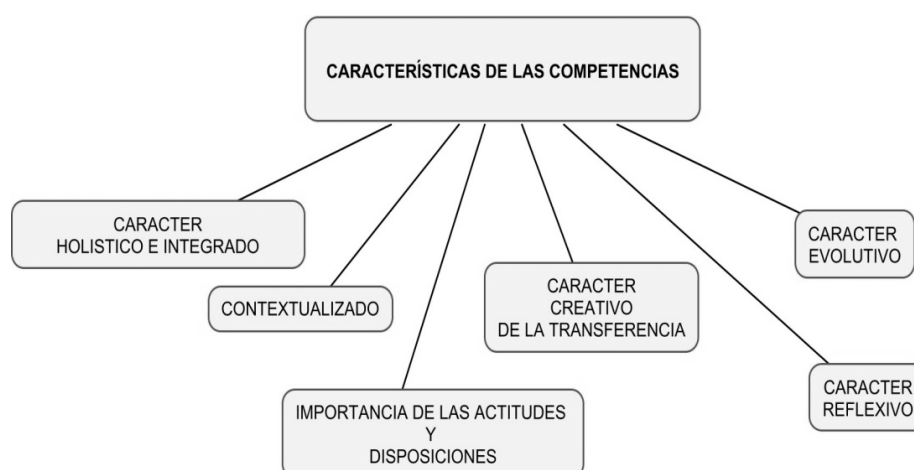 CARACTERÍSTICAS DE LAS COMPETENCIAS
CARACTER
HOLISTICO E INTEGRADO
CONTEXTUALIZADO
IMPORTANCIA DE LAS ACTITUDES
Y
DISPOSICIONES
CARACTER
CREATIVO
DE LA TRANSFERENCIA
CARACTER
REFLEXIVO
CARACTER
EVOLUTIVO